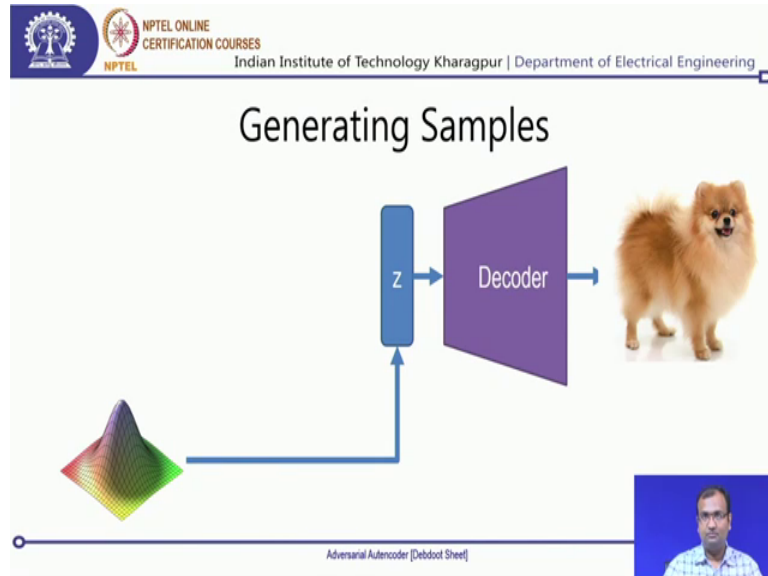 NPTEL ONLINE
CERTIFICATION COURSES
NPTEL
Indian Institute of Technology Kharagpur | Department of Electrical Engineering
Generating Samples
z
Decoder
Adversarial Autencoder [Debdoot Sheet]